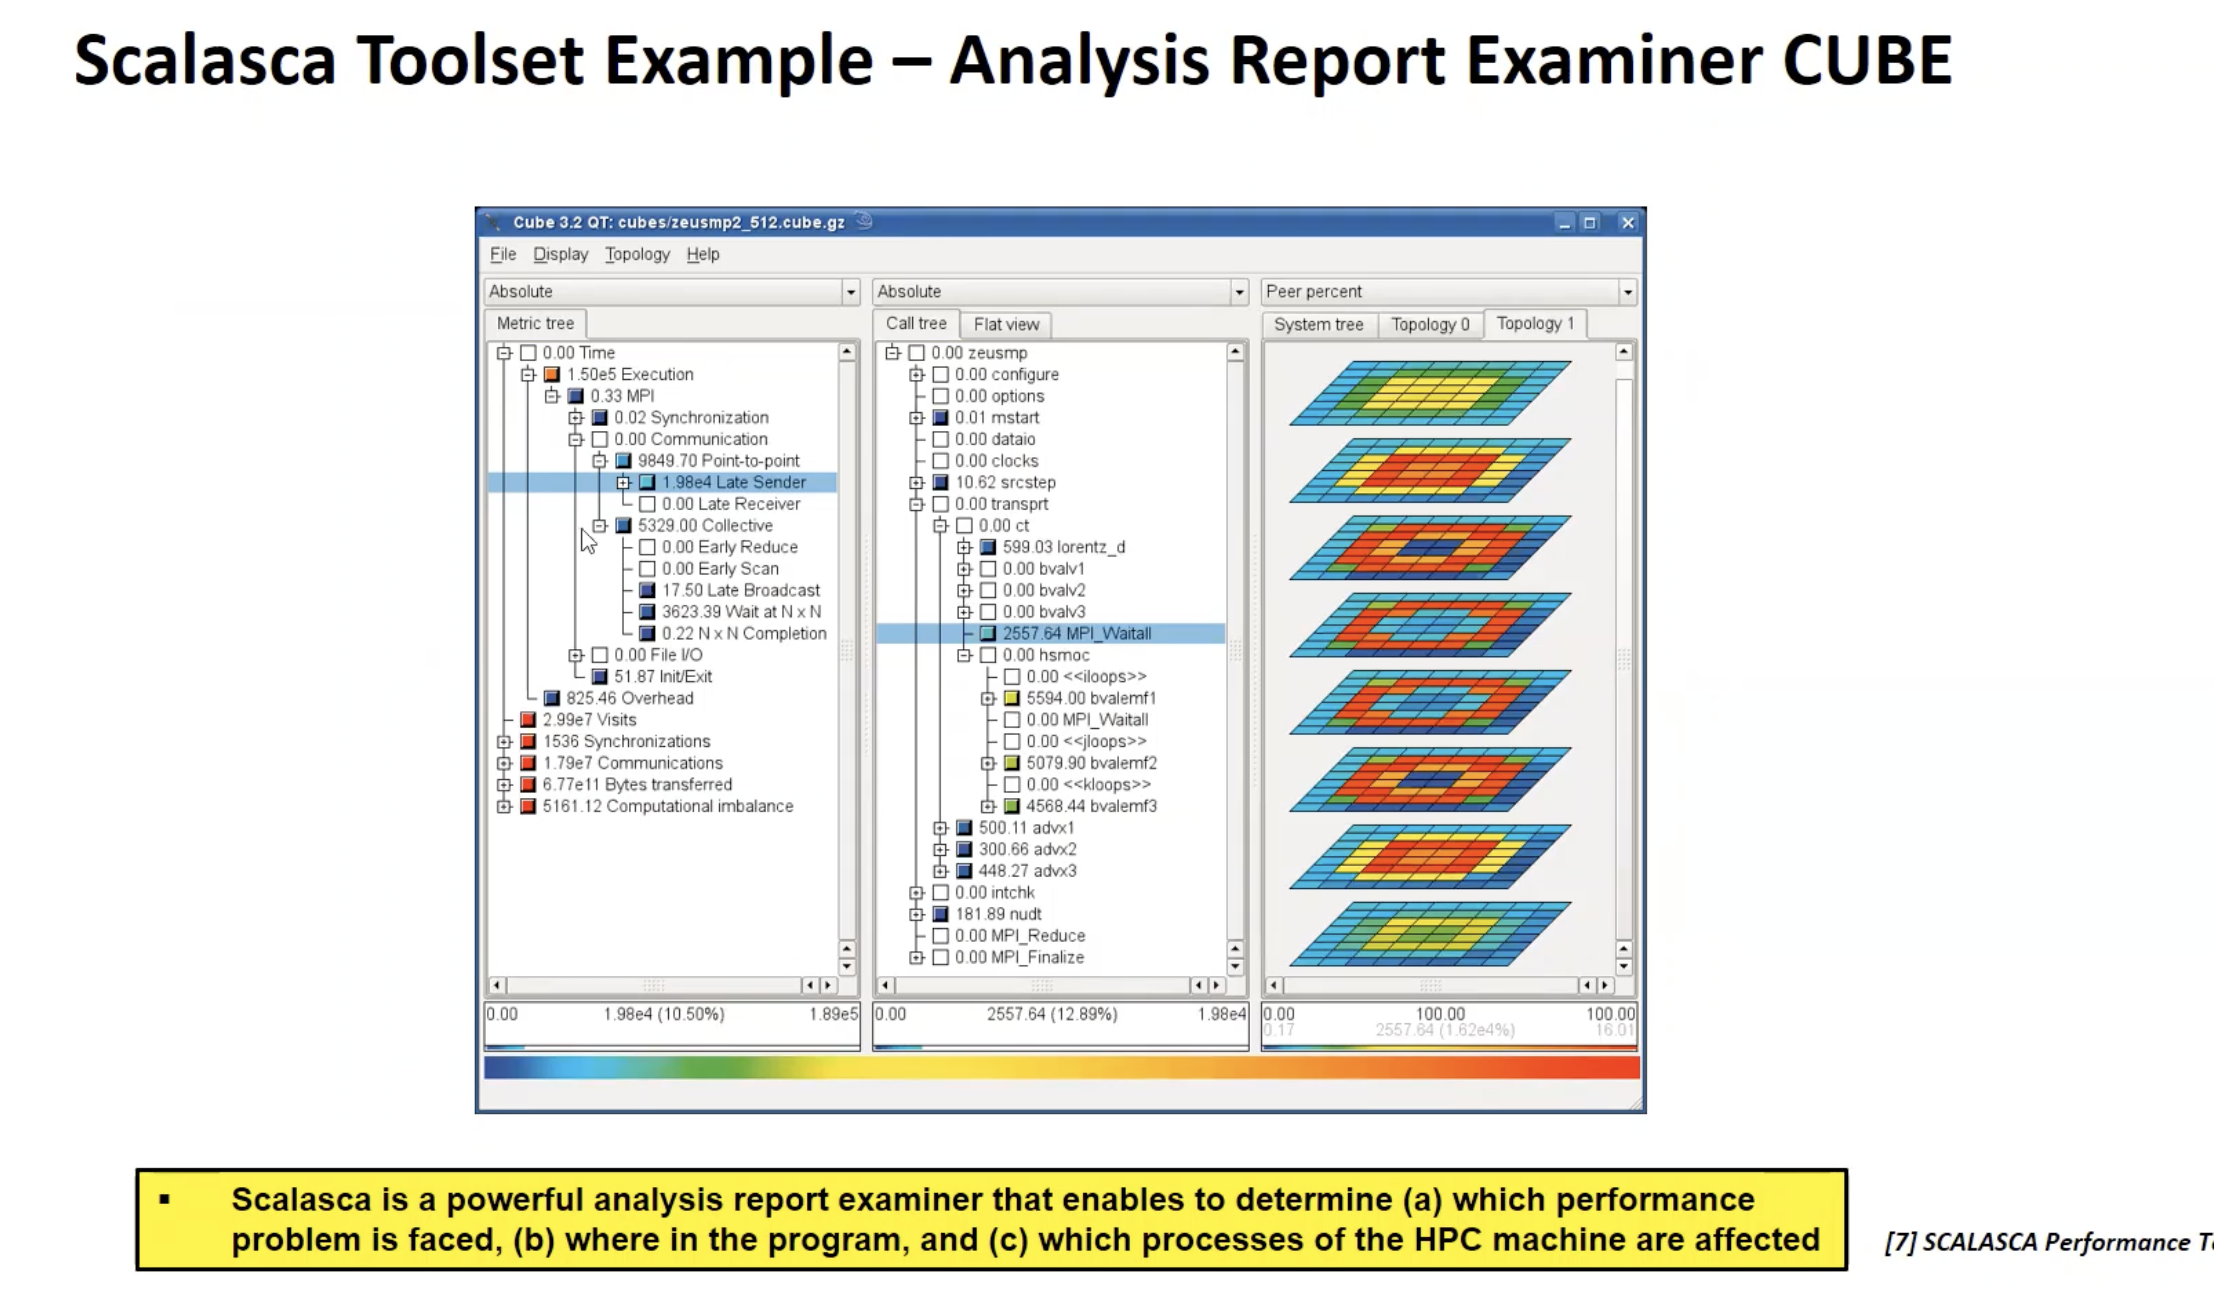 Scalasca Toolset Example – Analysis Report Examiner CUBE
Cube 3.2 QT: cubes/zeusmp2_512.cube.gz
File Display Topology Help
Absolute
Metric tree
0.00 Time
1.50e5 Execution
0.33 MPI
0.02 Synchronization
0.00 Communication
9849.70 Point-to-point
1.98e4 Late Sender
0.00 Late Receiver
5329.00 Collective
0.00 Early Reduce
0.00 Early Scan
17.50 Late Broadcast
3623.39 Wait at N x N
0.22 N x N Completion
0.00 File I/O
51.87 Init/Exit
825.46 Overhead
2.99e7 Visits
1536 Synchronizations
1.79e7 Communications
6.77e11 Bytes transferred
5161.12 Computational imbalance
0.00 1.98e4 (10.50%) 1.89e5
Absolute
Call tree Flat view
0.00 zeusmp
0.00 configure
0.00 options
0.01 mstart
0.00 dataio
0.00 clocks
10.62 srcstep
0.00 transprt
0.00 ct
599.03 lorentz_d
0.00 bvalv1
0.00 bvalv2
0.00 bvalv3
2557.64 MPI_Waitall
0.00 hsmoc
0.00 <<iloops>>
5594.00 bvalemf1
0.00 MPI_Waitall
0.00 <<jloops>>
5079.90 bvalemf2
0.00 <<kloops>>
4568.44 bvalemf3
500.11 advx1
300.66 advx2
448.27 advx3
0.00 intchk
181.89 nudt
0.00 MPI_Reduce
0.00 MPI_Finalize
0.00 2557.64 (12.89%) 1.98e4
Peer percent
System tree Topology 0 Topology 1
0.00 100.00 100.00
0.17 2557.64 (1.62e4%) 16.01
▪ Scalasca is a powerful analysis report examiner that enables to determine (a) which performance
problem is faced, (b) where in the program, and (c) which processes of the HPC machine are affected
[7] SCALASCA Performance